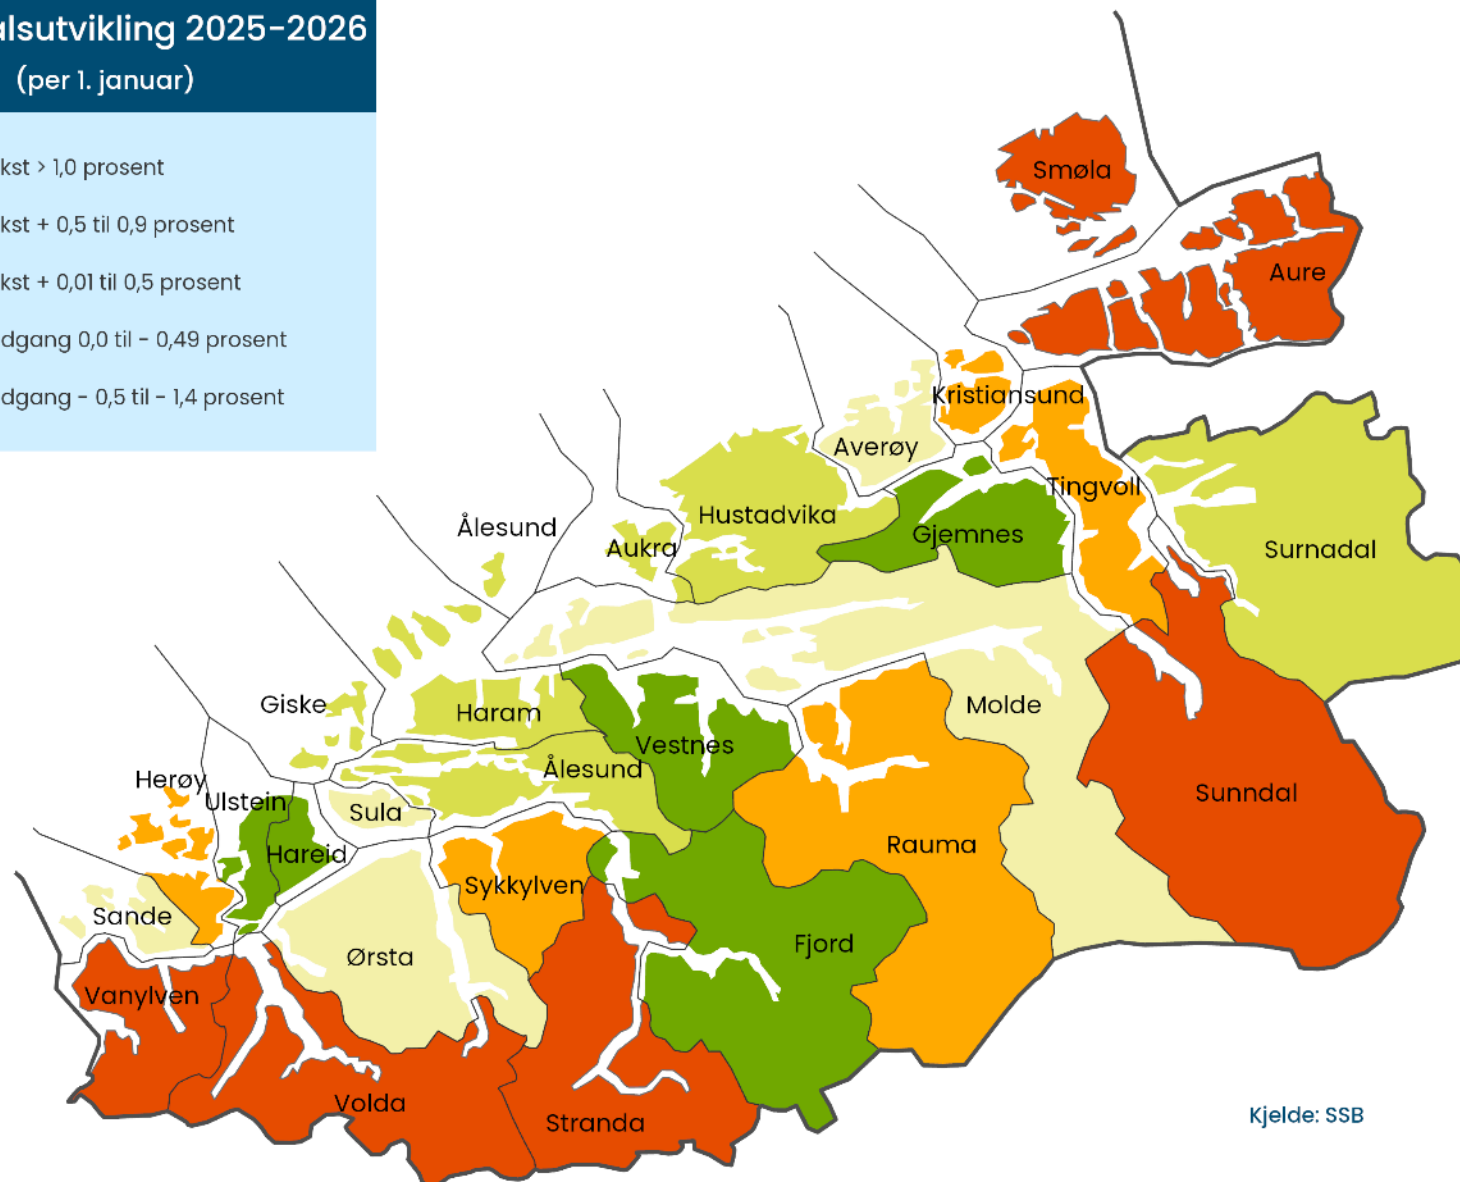 alsutvikling 2025-2026
(per 1. januar)
kst > 1,0 prosent
kst + 0,5 til 0,9 prosent
kst + 0,01 til 0,5 prosent
dgang 0,0 til - 0,49 prosent
dgang - 0,5 til - 1,4 prosent
Smøla
Aure
Kristiansund
Averøy
Tingvoll
Hustadvika
Ålesund
Gjemnes
Aukra
Surnadal
Giske
Molde
Haram
Vestnes
Ålesund
Herøy
Sunndal
Ulstein
Sula
Rauma
Hareid
Sykkylven
Sande
Fjord
Ørsta
Vanylven
Volda
Stranda
Kjelde: SSB